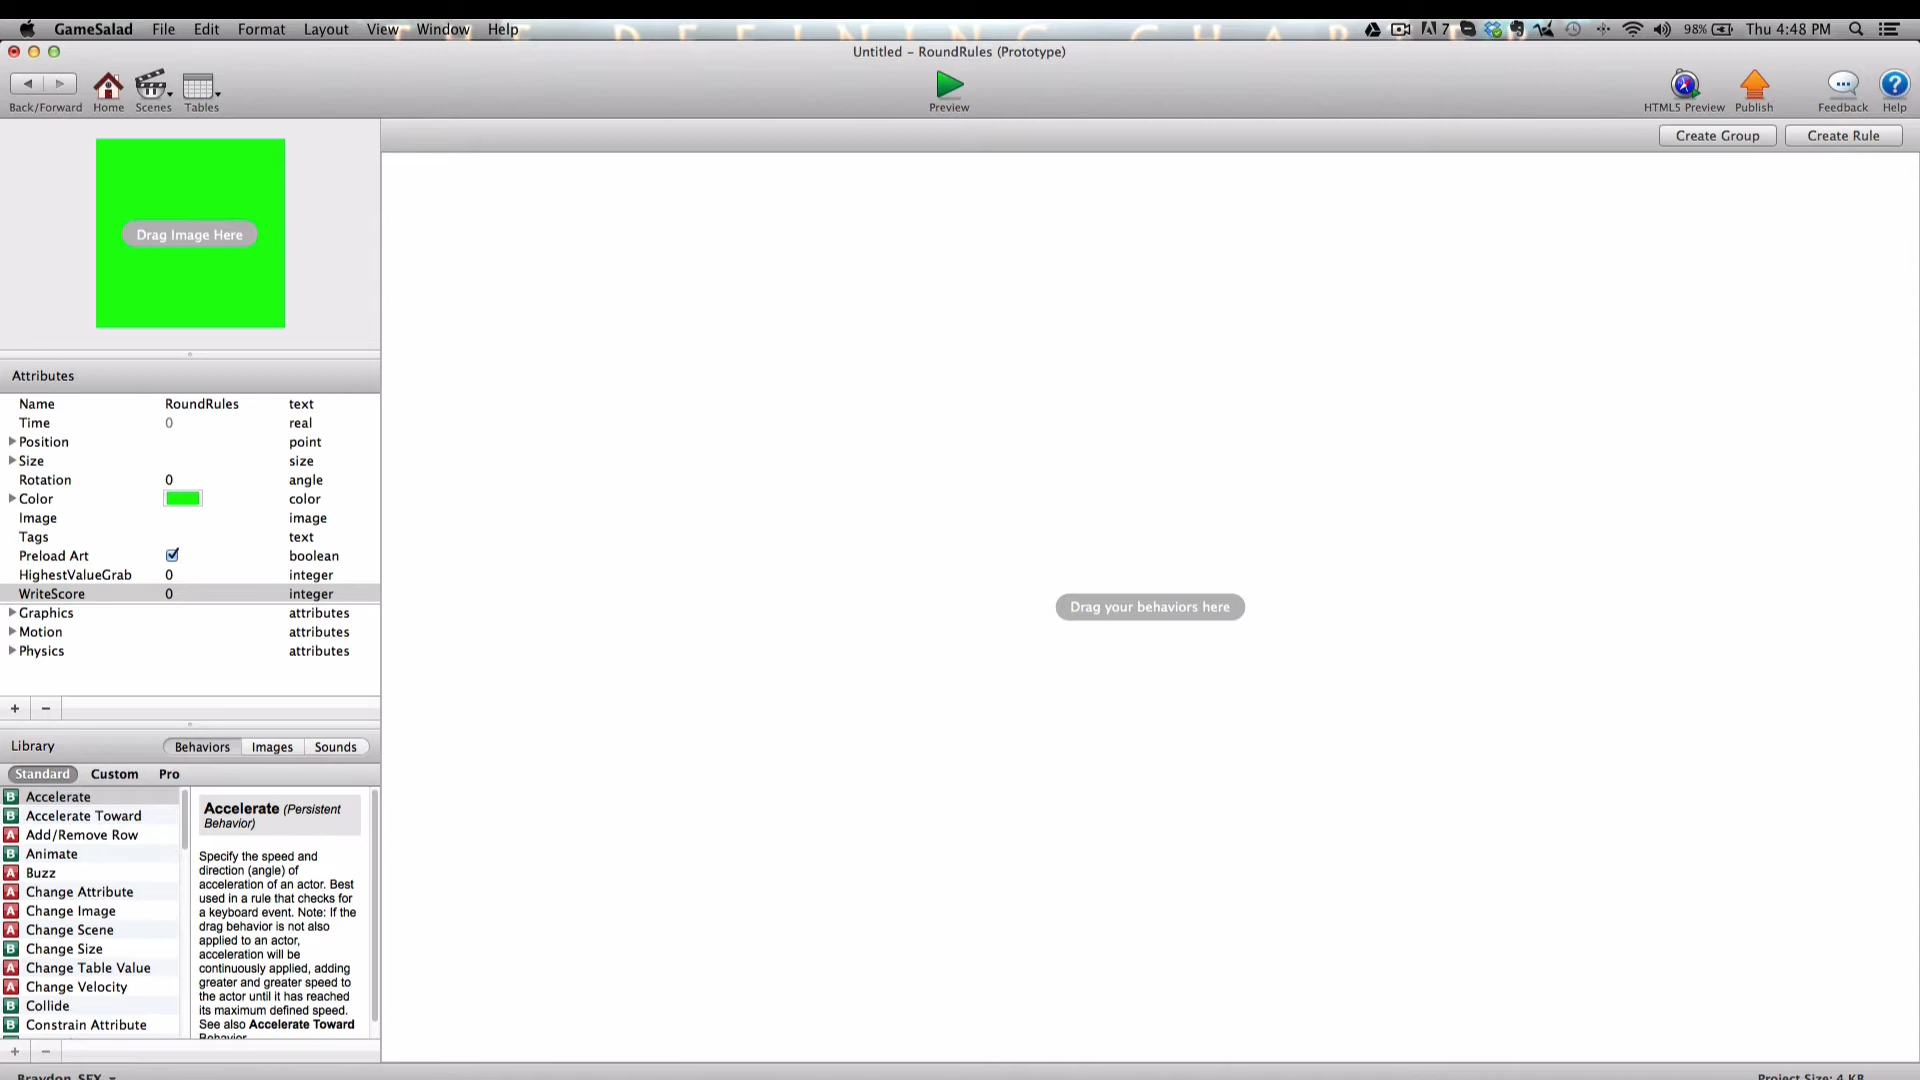 GameSalad File Edit Format Layout View Window Help
7 98% Thu 4:48 PM
Untitled – RoundRules (Prototype)
Back/Forward Home Scenes Tables Preview HTML5 Preview Publish Feedback Help
Create Group Create Rule
Drag Image Here
Attributes
Name RoundRules text
Time 0 real
Position point
Size size
Rotation 0 angle
Color color
Image image
Tags text
Preload Art boolean
HighestValueGrab 0 integer
WriteScore 0 integer
Graphics attributes
Motion attributes
Physics attributes
Drag your behaviors here
+ −
Library Behaviors Images Sounds
Standard Custom Pro
B Accelerate
B Accelerate Toward
A Add/Remove Row
B Animate
A Buzz
A Change Attribute
A Change Image
A Change Scene
B Change Size
A Change Table Value
A Change Velocity
B Collide
B Constrain Attribute
Accelerate (Persistent
Behavior)
Specify the speed and
direction (angle) of
acceleration of an actor. Best
used in a rule that checks for
a keyboard event. Note: If the
drag behavior is not also
applied to an actor,
acceleration will be
continuously applied, adding
greater and greater speed to
the actor until it has reached
its maximum defined speed.
See also Accelerate Toward
Behavior
+ −
Braydon_SFX
Project Size: 4 KB